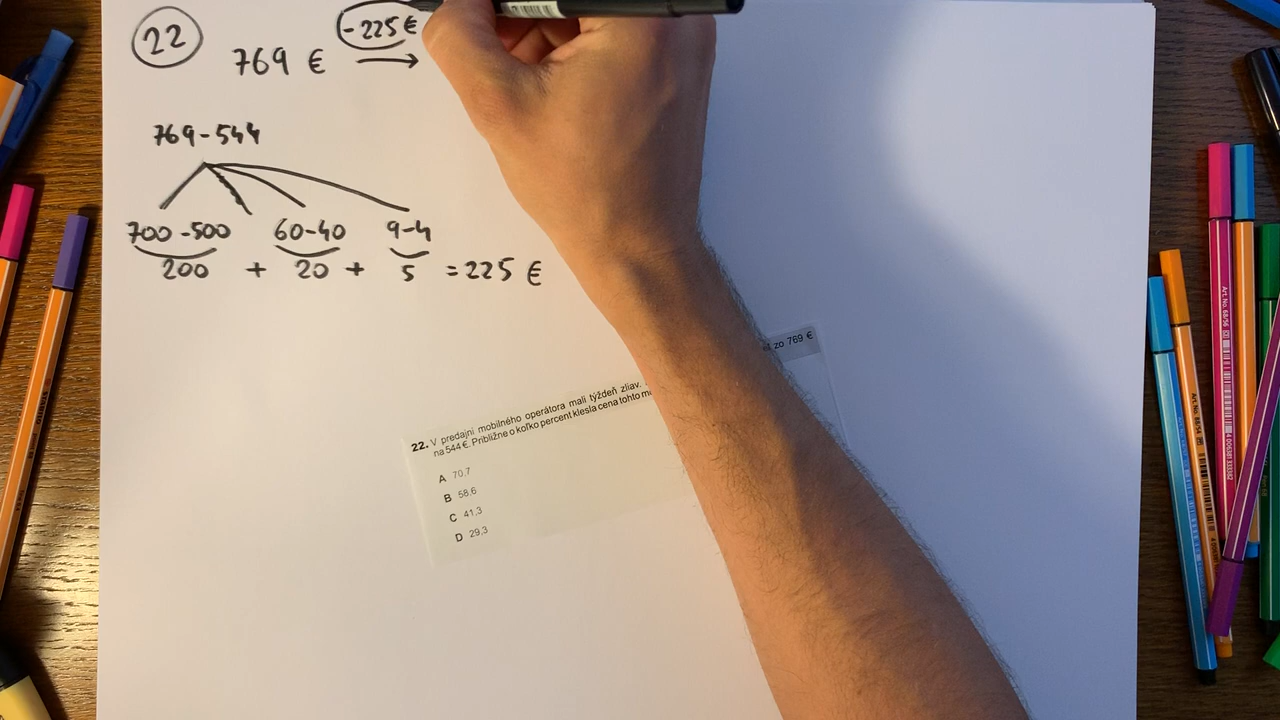 22
769 € -225 €
769-544
700-500 60-40 9-4
200 + 20 + 5 = 225 €
zo 769 €
22. V predajni mobilného operátora mali týždeň zliav.
na 544 €. Približne o koľko percent klesla cena tohto
A 70,7
B 58,6
C 41,3
D 29,3